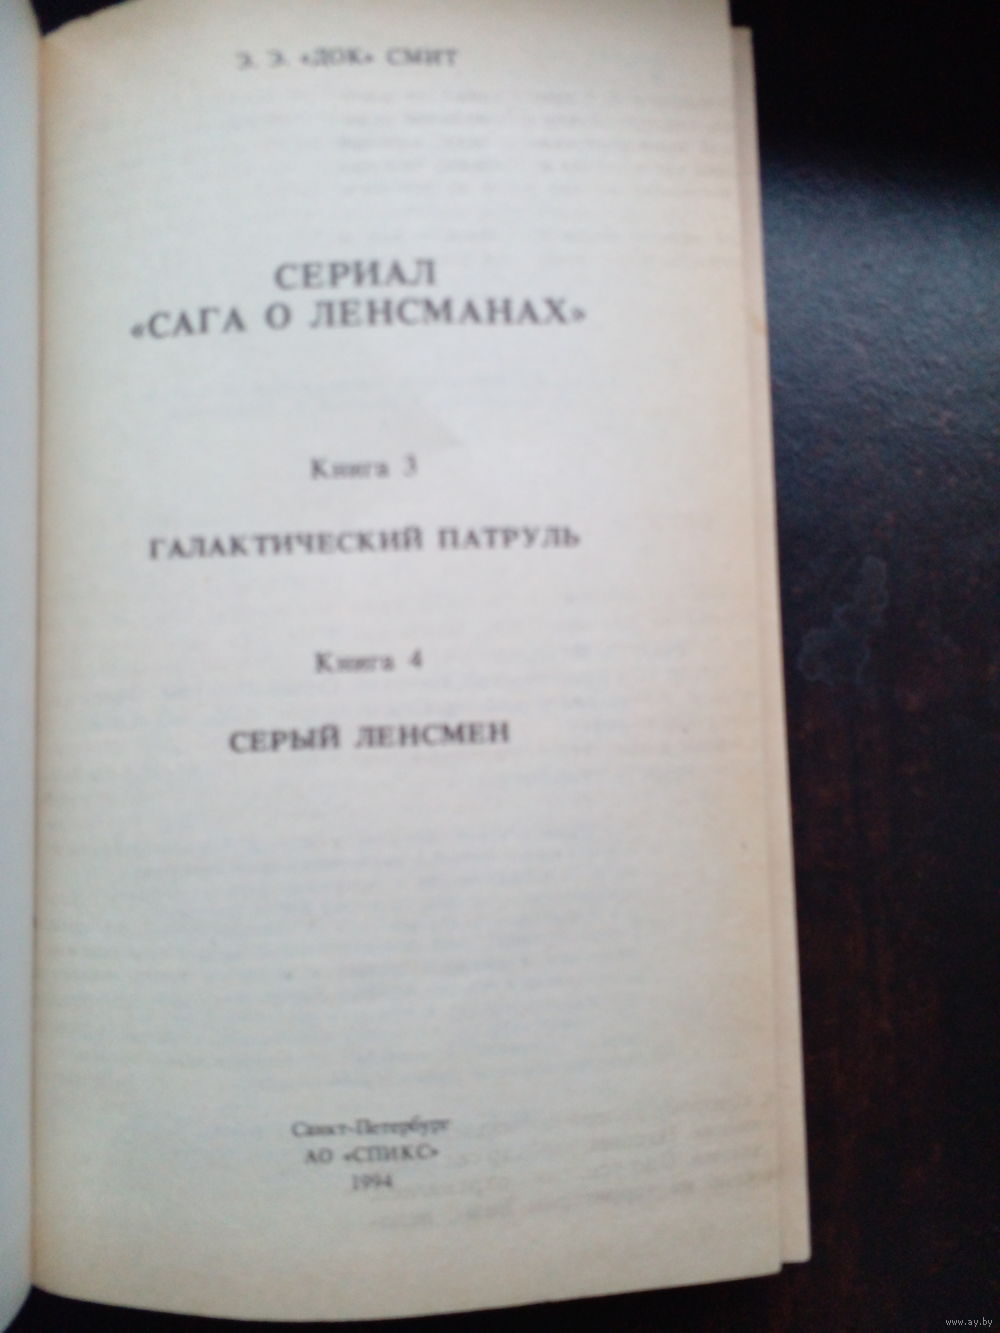 Э. Э. «ДОК» СМИТ
СЕРИАЛ
«САГА О ЛЕНСМАНАХ»
Книга 3
ГАЛАКТИЧЕСКИЙ ПАТРУЛЬ
Книга 4
СЕРЫЙ ЛЕНСМЕН
Санкт-Петербург
АО «СПИКС»
1994
www.ay.by